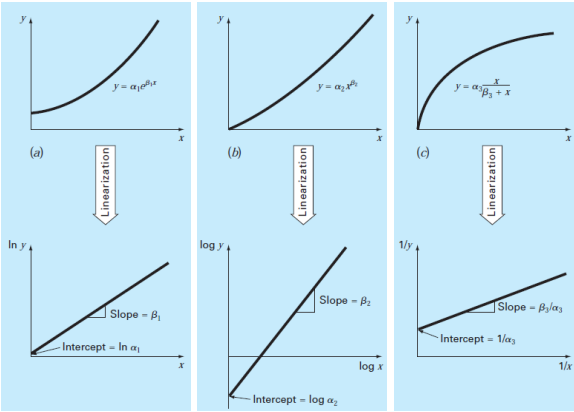 y
y = α₁e^β₁x
x
(a)
Linearization
ln y
Slope = β₁
Intercept = ln α₁
x
y
y = α₂x^β₂
x
(b)
Linearization
log y
Slope = β₂
log x
Intercept = log α₂
y
y = α₃ x/(β₃ + x)
x
(c)
Linearization
1/y
Slope = β₃/α₃
Intercept = 1/α₃
1/x